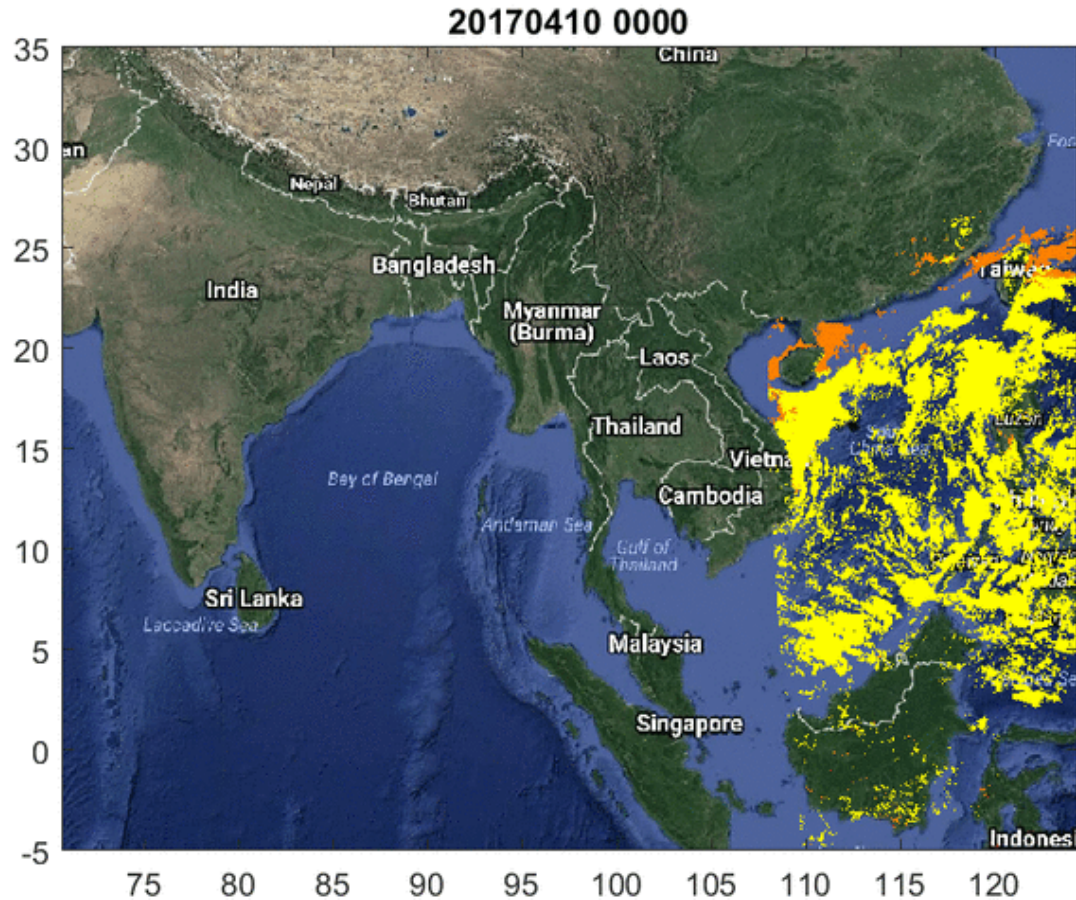 20170410 0000
35
China
30
an
Nepal
Bhutan
25
Bangladesh
India
Myanmar
(Burma)
20
Laos
Thailand
15
Vietna
Bay of Bengal
Cambodia
Andaman Sea
10
Gulf of
Thailand
Sri Lanka
Laccadive Sea
5
Malaysia
Singapore
0
Indonesi
-5
75
80
85
90
95
100
105
110
115
120